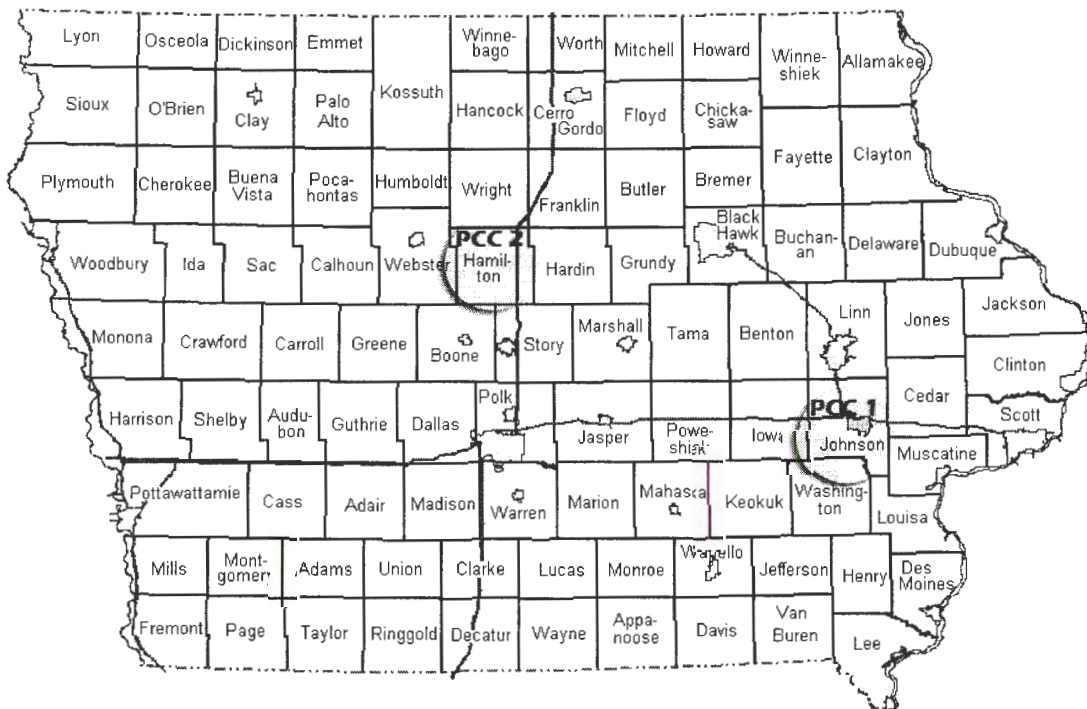 Lyon
Osceola
Dickinson
Emmet
Winne-
bago
Worth
Mitchell
Howard
Winne-
shiek
Allamakee
Sioux
O'Brien
Clay
Palo
Alto
Kossuth
Hancock
Cerro
Gordo
Floyd
Chicka-
saw
Plymouth
Cherokee
Buena
Vista
Poca-
hontas
Humboldt
Wright
Franklin
Butler
Bremer
Fayette
Clayton
Woodbury
Ida
Sac
Calhoun
Webster
PCC 2
Hamil-
ton
Hardin
Grundy
Black
Hawk
Buchan-
an
Delaware
Dubuque
Monona
Crawford
Carroll
Greene
Boone
Story
Marshall
Tama
Benton
Linn
Jones
Jackson
Clinton
Harrison
Shelby
Audu-
bon
Guthrie
Dallas
Polk
Jasper
Powe-
shiek
Iowa
PCC 1
Johnson
Cedar
Scott
Muscatine
Pottawattamie
Cass
Adair
Madison
Warren
Marion
Mahaska
Keokuk
Washing-
ton
Louisa
Mills
Mont-
gomery
Adams
Union
Clarke
Lucas
Monroe
Wapello
Jefferson
Henry
Des
Moines
Fremont
Page
Taylor
Ringgold
Decatur
Wayne
Appa-
noose
Davis
Van
Buren
Lee